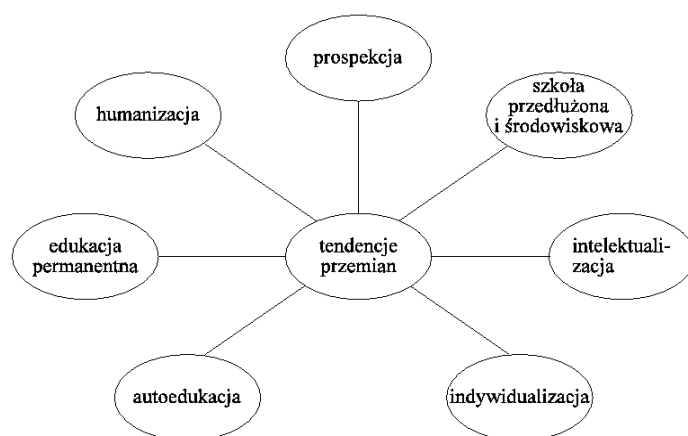 prospekcja
humanizacja
szkoła
przedłużona
i środowiskowa
edukacja
permanentna
tendencje
przemian
intelektuali-
zacja
autoedukacja
indywidualizacja